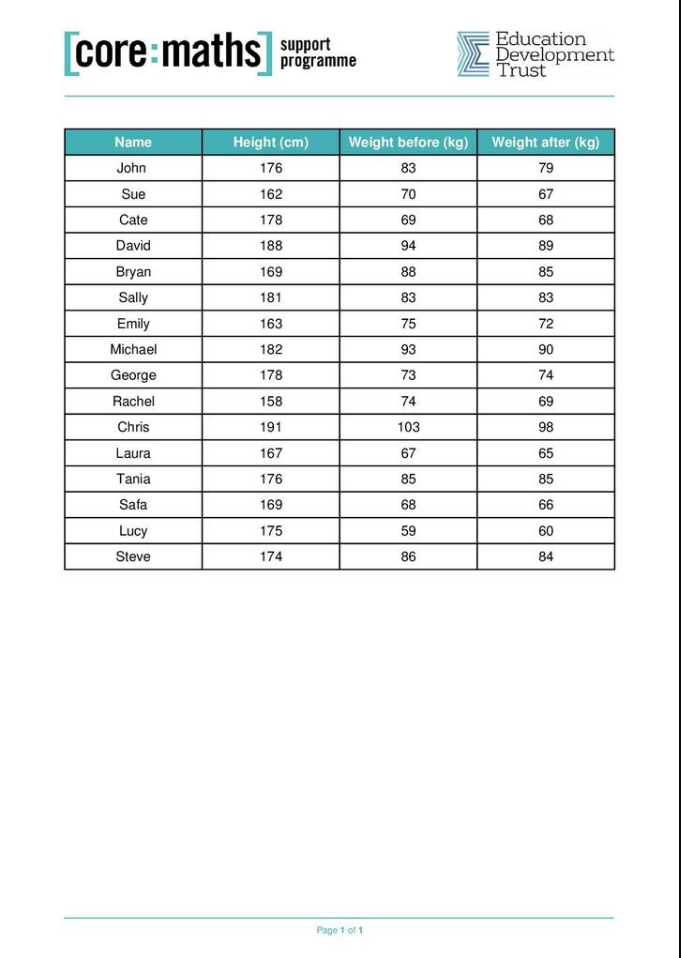 [core:maths] support programme
Education Development Trust
Name Height (cm) Weight before (kg) Weight after (kg)
John 176 83 79
Sue 162 70 67
Cate 178 69 68
David 188 94 89
Bryan 169 88 85
Sally 181 83 83
Emily 163 75 72
Michael 182 93 90
George 178 73 74
Rachel 158 74 69
Chris 191 103 98
Laura 167 67 65
Tania 176 85 85
Safa 169 68 66
Lucy 175 59 60
Steve 174 86 84
Page 1 of 1